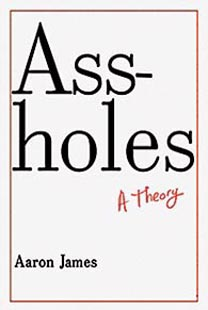 Ass-
holes
A Theory
Aaron James